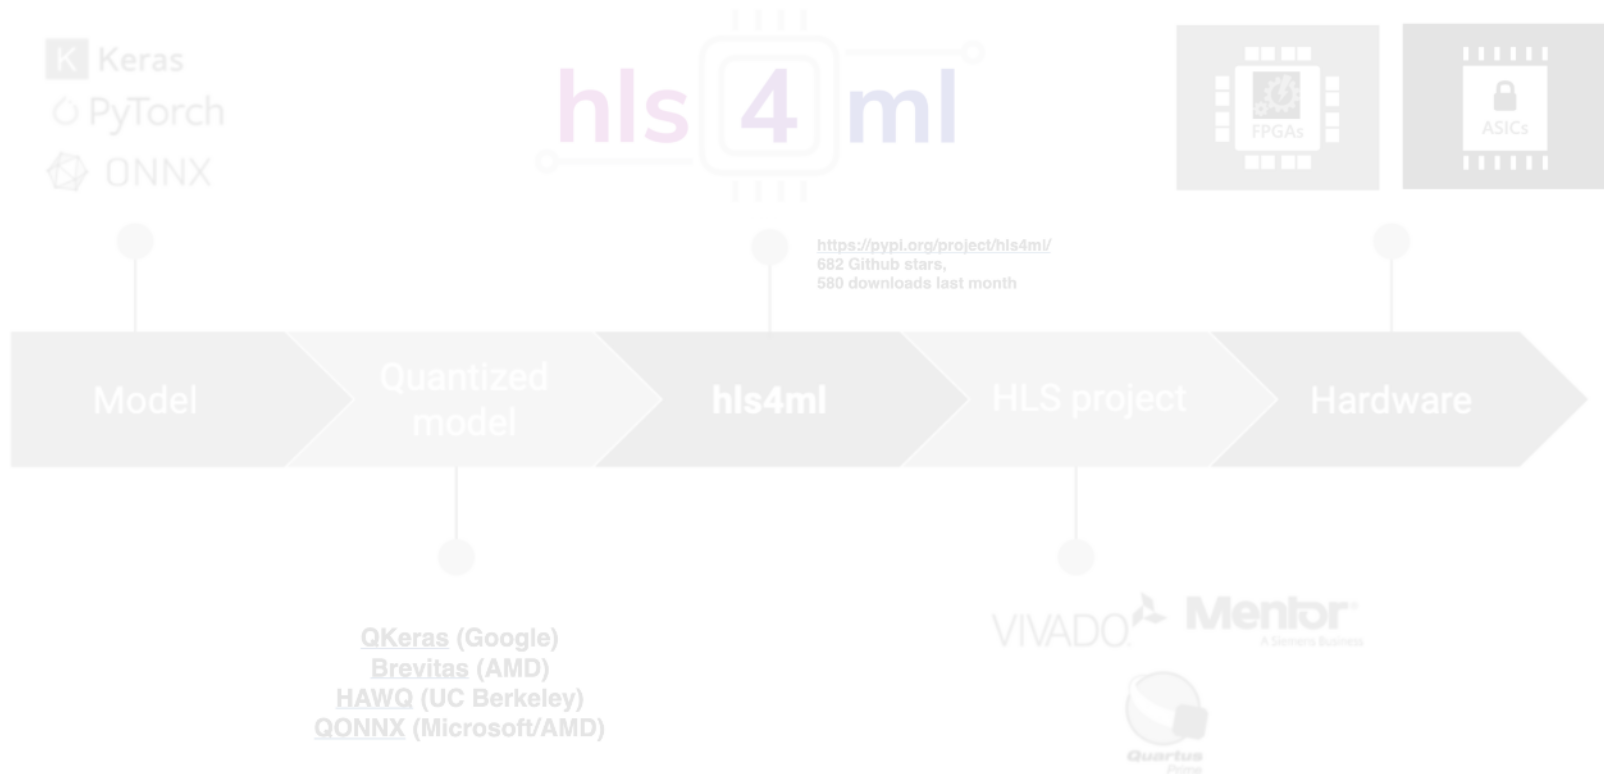 K Keras
PyTorch
ONNX
hls 4 ml
FPGAs
ASICs
https://pypi.org/project/hls4ml/
682 Github stars,
580 downloads last month
Model
Quantized
model
hls4ml
HLS project
Hardware
QKeras (Google)
Brevitas (AMD)
HAWQ (UC Berkeley)
QONNX (Microsoft/AMD)
VIVADO
Mentor
A Siemens Business
Quartus
Prime